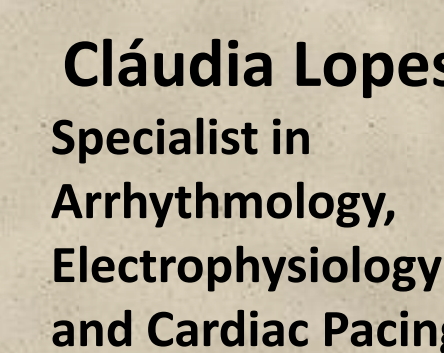 Cláudia Lopes
Specialist in
Arrhythmology,
Electrophysiology
and Cardiac Pacing